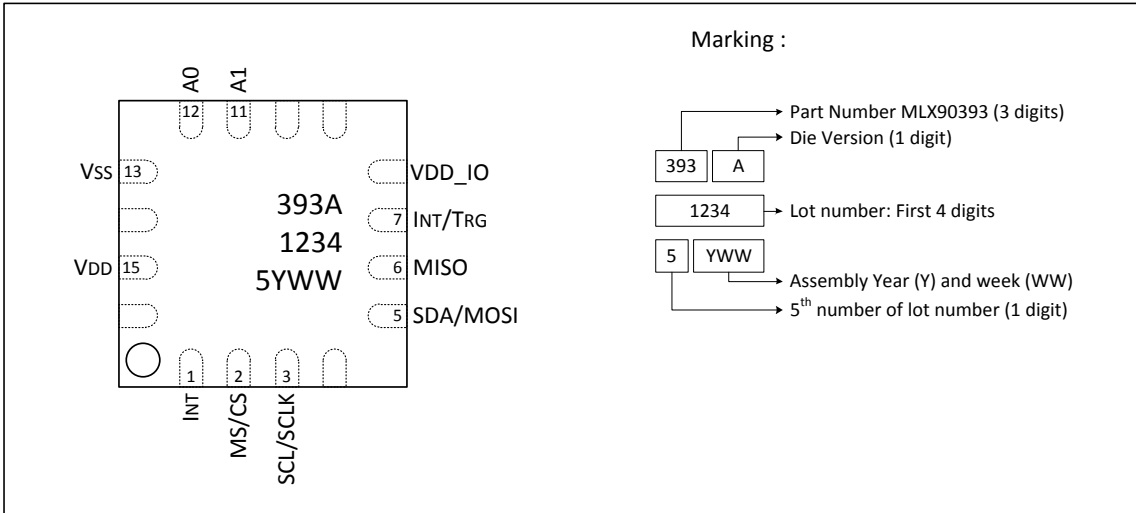 Marking :
A0
A1
12
11
VSS
13
VDD_IO
7
INT/TRG
VDD
15
6
MISO
5
SDA/MOSI
393A
1234
5YWW
1
2
3
INT
MS/CS
SCL/SCLK
Part Number MLX90393 (3 digits)
Die Version (1 digit)
393
A
1234
Lot number: First 4 digits
5
YWW
Assembly Year (Y) and week (WW)
5th number of lot number (1 digit)